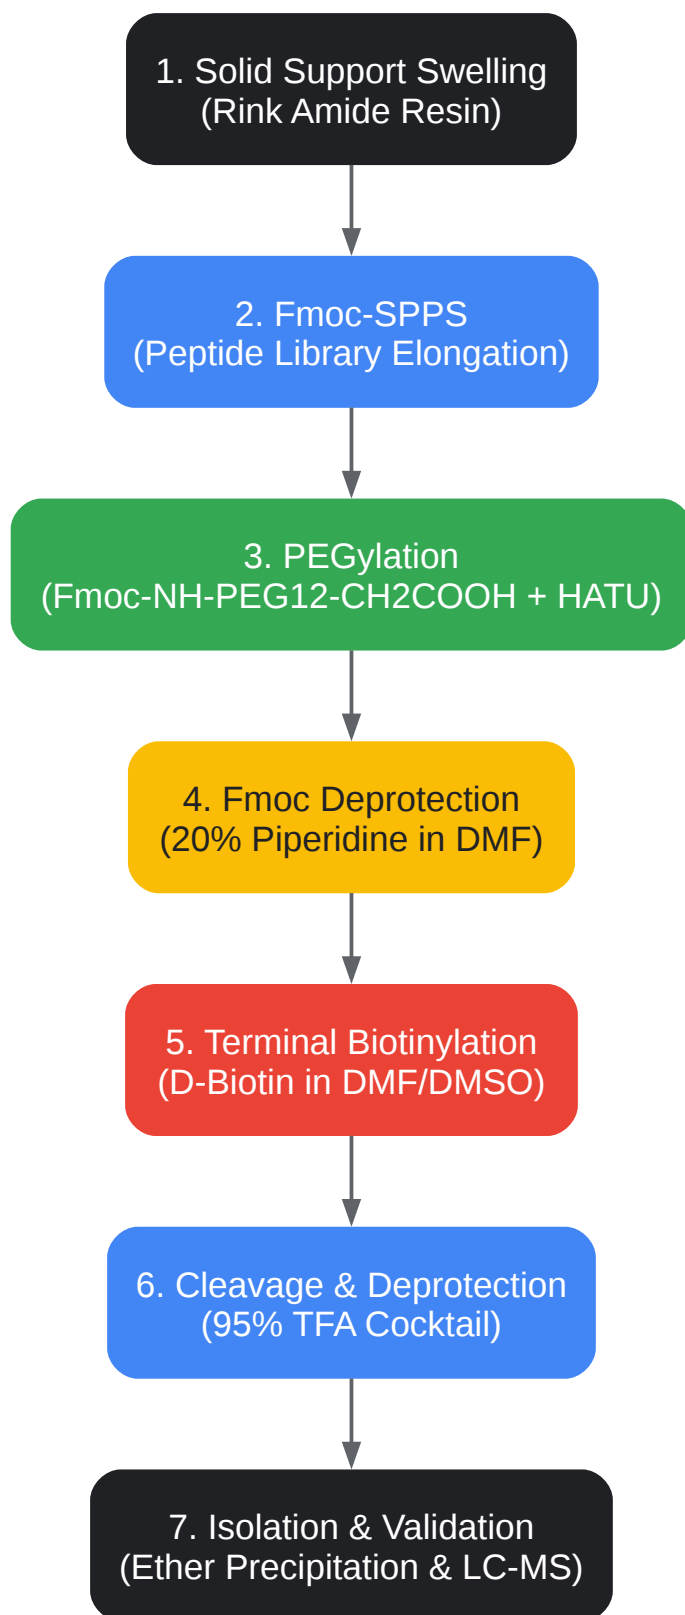 1. Solid Support Swelling
(Rink Amide Resin)
2. Fmoc-SPPS
(Peptide Library Elongation)
3. PEGylation
(Fmoc-NH-PEG12-CH2COOH + HATU)
4. Fmoc Deprotection
(20% Piperidine in DMF)
5. Terminal Biotinylation
(D-Biotin in DMF/DMSO)
6. Cleavage & Deprotection
(95% TFA Cocktail)
7. Isolation & Validation
(Ether Precipitation & LC-MS)